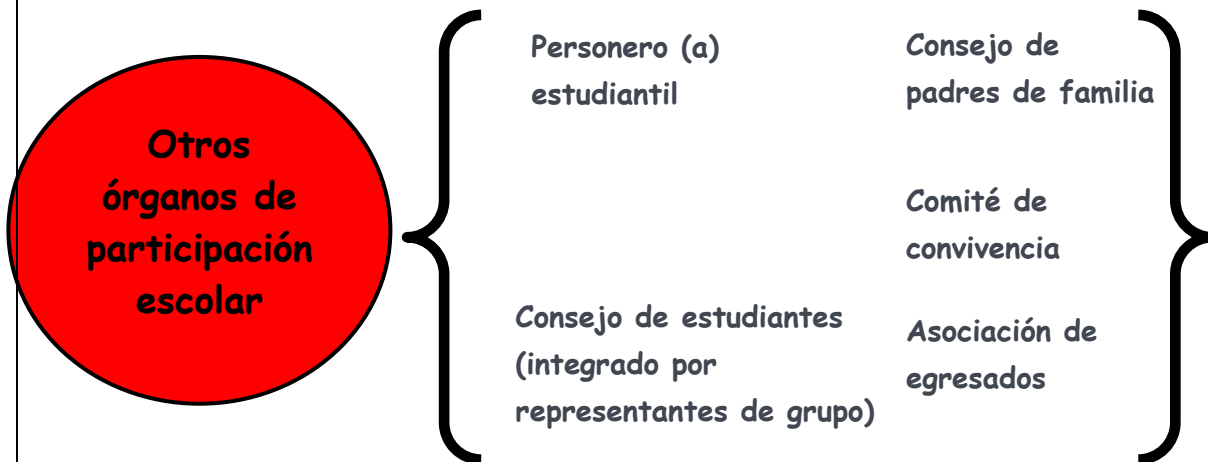 Otros
órganos de
participación
escolar
Personero (a)
estudiantil
Consejo de estudiantes
(integrado por
representantes de grupo)
Consejo de
padres de familia
Comité de
convivencia
Asociación de
egresados